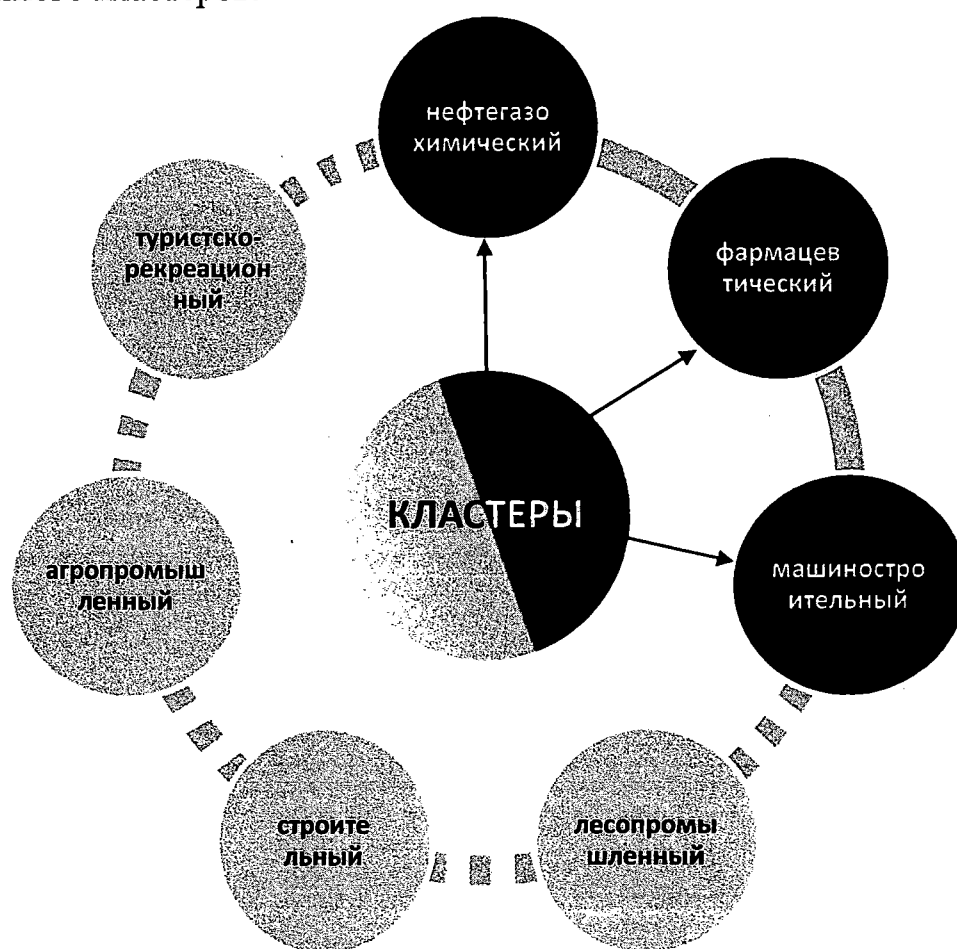 нефтегазо
химический
фармацев
тический
туристско-
рекреацион
ный
КЛАСТЕРЫ
машиностро
ительный
агропромыш
ленный
строите
льный
лесопромы
шленный